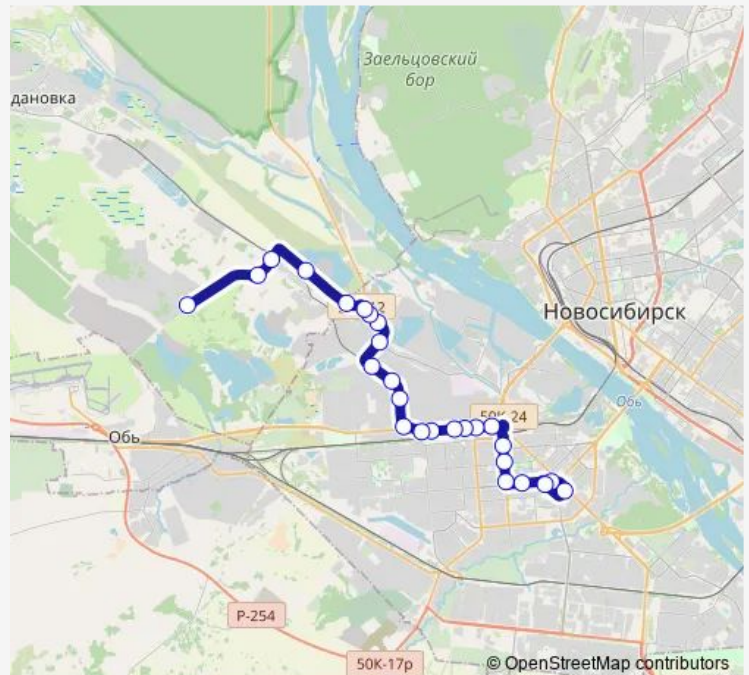 Заельцовский
бор
дановка
Новосибирск
50К-24
Обь
Обь
Р-254
50К-17р
© OpenStreetMap contributors